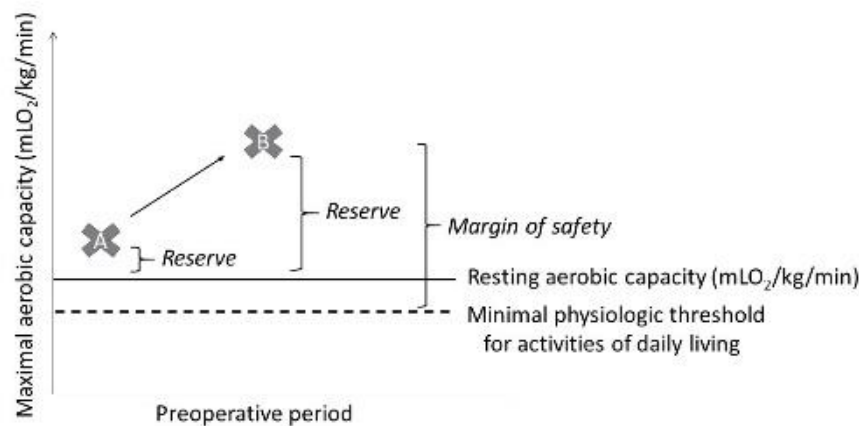 Maximal aerobic capacity (mLO₂/kg/min)
B
A
Reserve
Reserve
Margin of safety
Resting aerobic capacity (mLO₂/kg/min)
Minimal physiologic threshold
for activities of daily living
Preoperative period